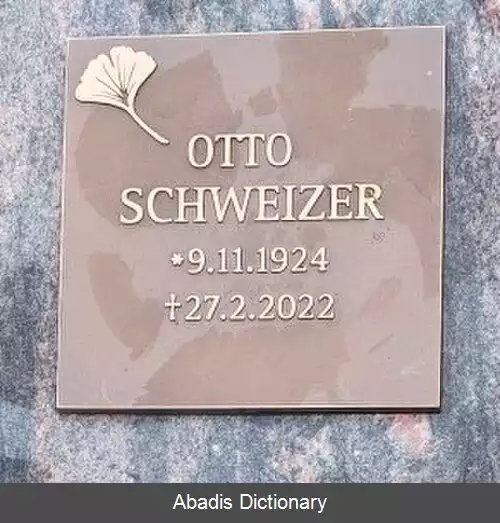 OTTO
SCHWEIZER
*9.11.1924
†27.2.2022
Abadis Dictionary